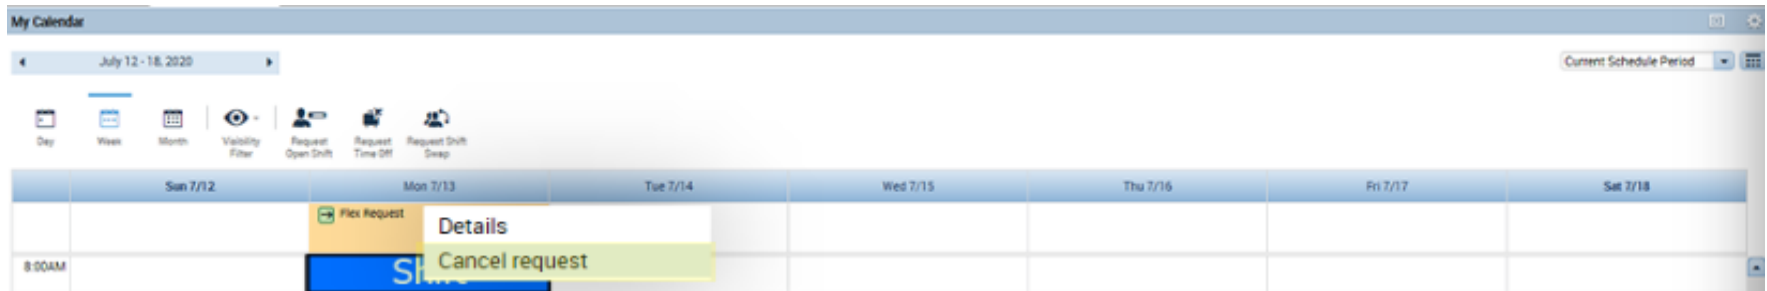 My Calendar
July 12 - 18, 2020
Current Schedule Period
Day
Week
Month
Visibility
Filter
Request
Open Shift
Request
Time Off
Request Shift
Swap
Sun 7/12
Mon 7/13
Tue 7/14
Wed 7/15
Thu 7/16
Fri 7/17
Sat 7/18
Flex Request
Details
Cancel request
8:00AM